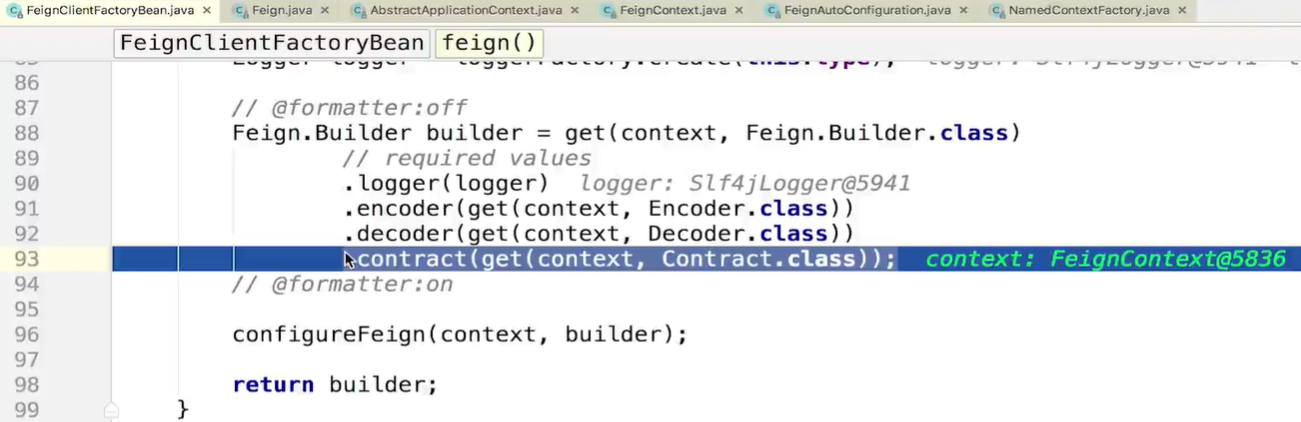 FeignClientFactoryBean.java × Feign.java × AbstractApplicationContext.java × FeignContext.java × FeignAutoConfiguration.java × NamedContextFactory.java ×
FeignClientFactoryBean feign()
86
87 // @formatter:off
88 Feign.Builder builder = get(context, Feign.Builder.class)
89 // required values
90 .logger(logger) logger: Slf4jLogger@5941
91 .encoder(get(context, Encoder.class))
92 .decoder(get(context, Decoder.class))
93 .contract(get(context, Contract.class)); context: FeignContext@5836
94 // @formatter:on
95
96 configureFeign(context, builder);
97
98 return builder;
99 }